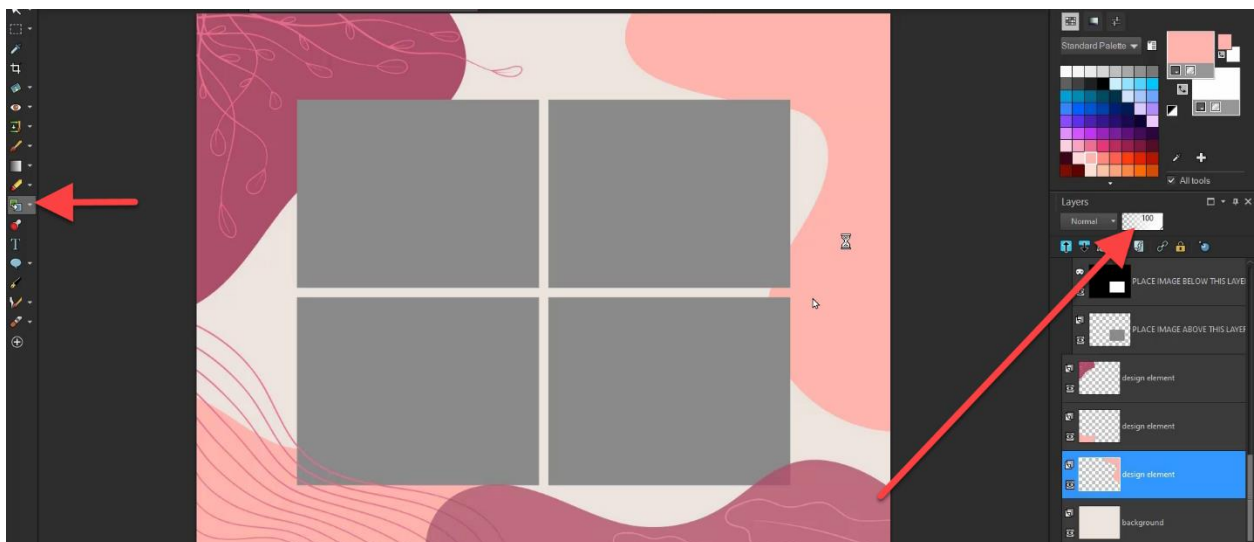 Standard Palette
All tools
Layers
Normal
100
PLACE IMAGE BELOW THIS LAYE
PLACE IMAGE ABOVE THIS LAYER
design element
design element
design element
background
T